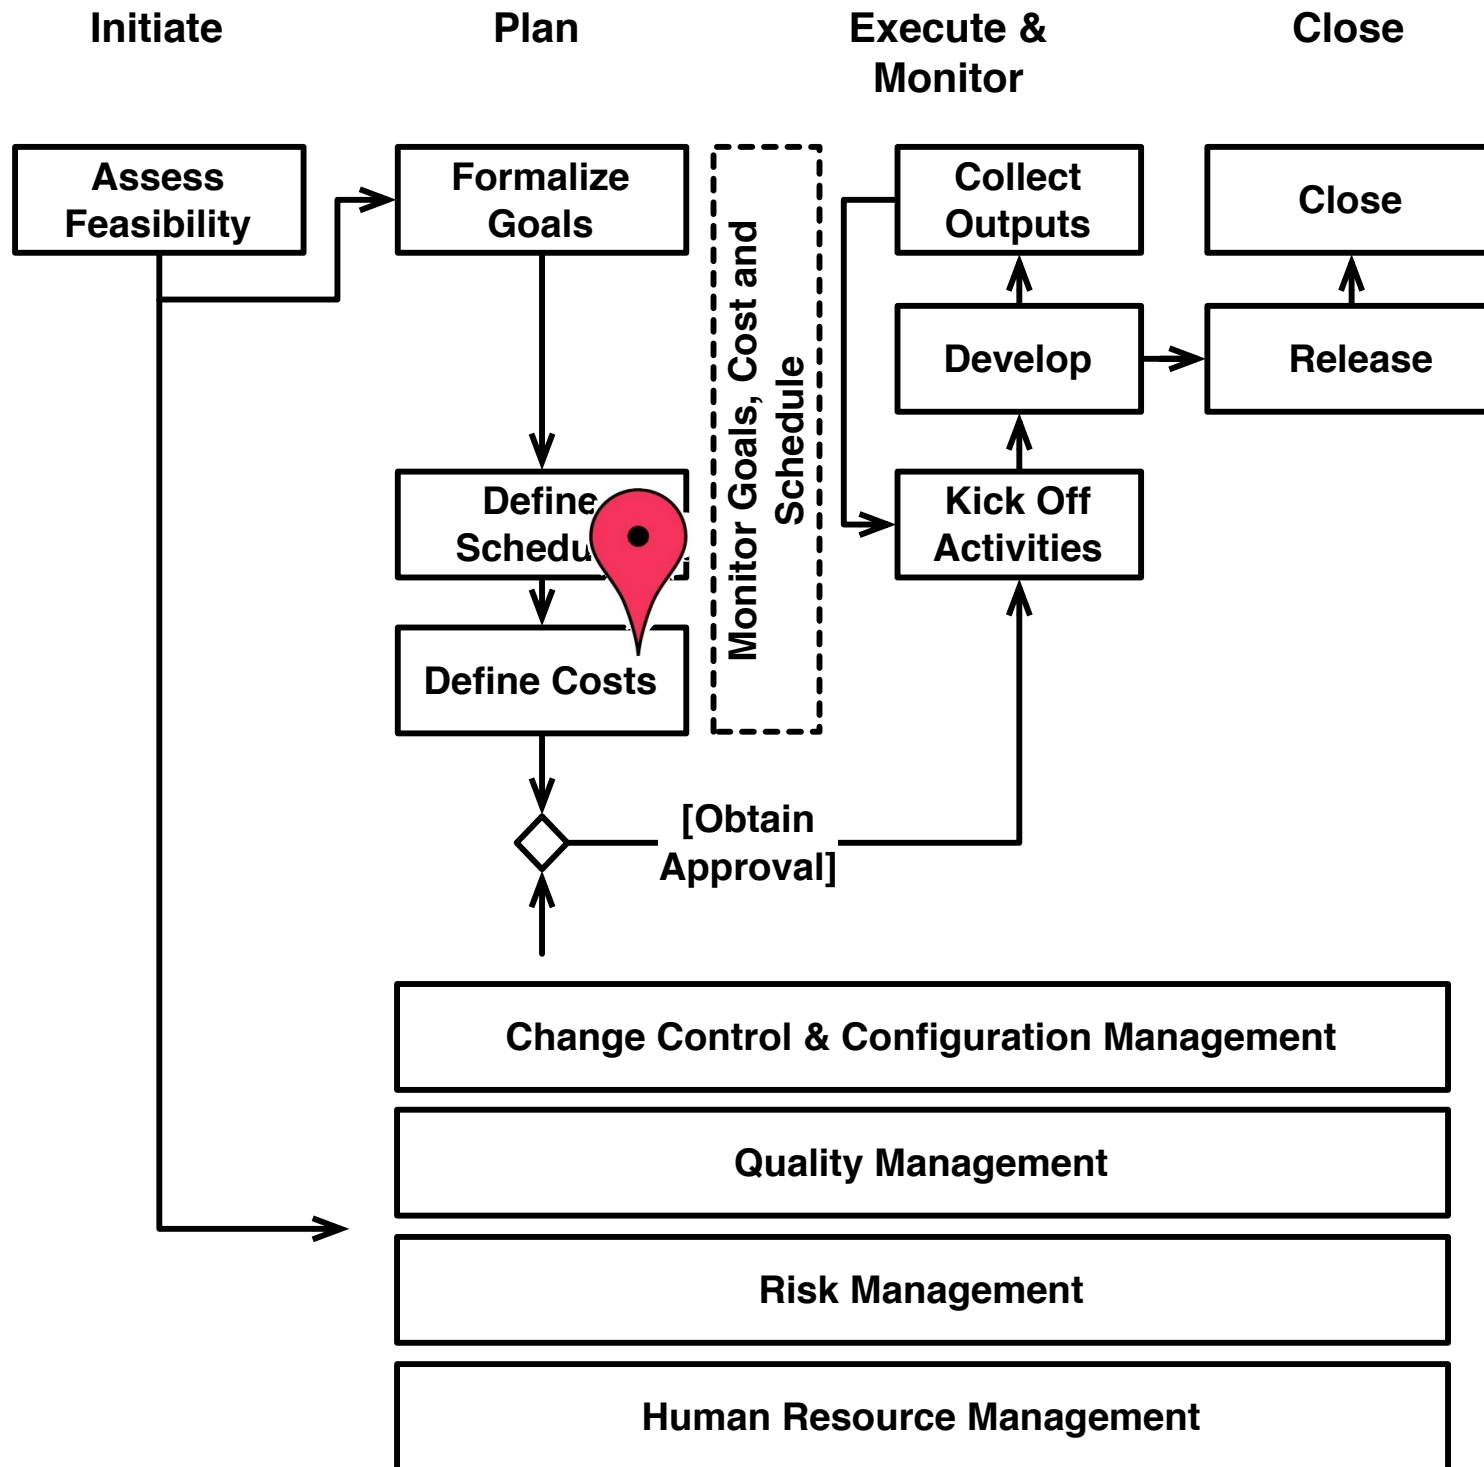 Initiate
Plan
Execute &
Monitor
Close
Assess
Feasibility
Formalize
Goals
Monitor Goals, Cost and
Schedule
Collect
Outputs
Close
Develop
Release
Define
Kick Off
Activities
Define Costs
[Obtain
Approval]
Change Control & Configuration Management
Quality Management
Risk Management
Human Resource Management